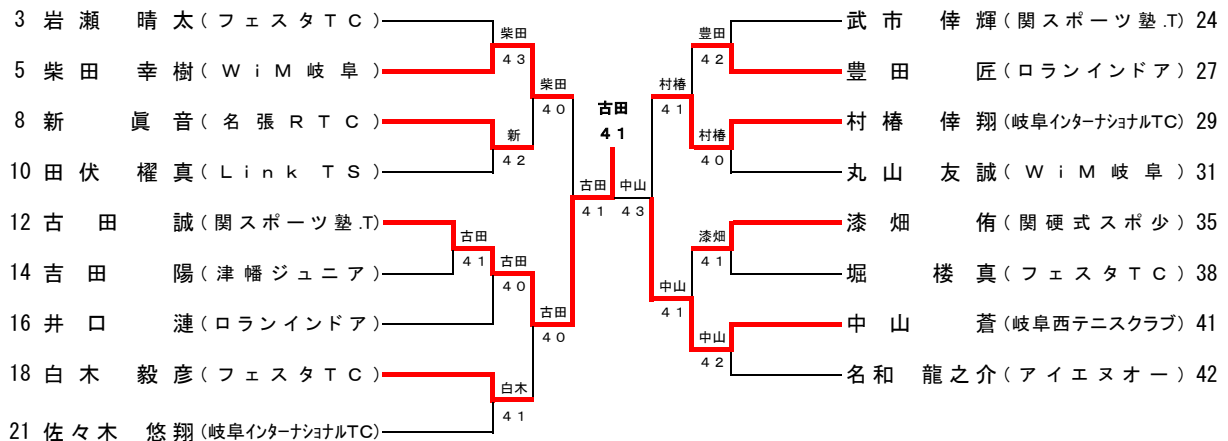 3 岩瀬 晴太(フェスタTC)
5 柴田 幸樹(WiM岐阜)
8 新 眞音(名張RTC)
10 田伏 櫂真(Link TS)
12 古田 誠(関スポーツ塾.T)
14 吉田 陽(津幡ジュニア)
16 井口 漣(ロランインドア)
18 白木 毅彦(フェスタTC)
21 佐々木 悠翔(岐阜インターナショナルTC)
柴田
43
新
42
古田
41
古田
40
白木
41
柴田
40
古田
40
古田
41
古田
41
中山
43
村椿
41
中山
41
豊田
42
村椿
40
漆畑
41
中山
42
武市 倖輝(関スポーツ塾.T) 24
豊田 匠(ロランインドア) 27
村椿 倖翔(岐阜インターナショナルTC) 29
丸山 友誠(WiM岐阜) 31
漆畑 侑(関硬式スポ少) 35
堀 楼真(フェスタTC) 38
中山 蒼(岐阜西テニスクラブ) 41
名和 龍之介(アイエヌオー) 42